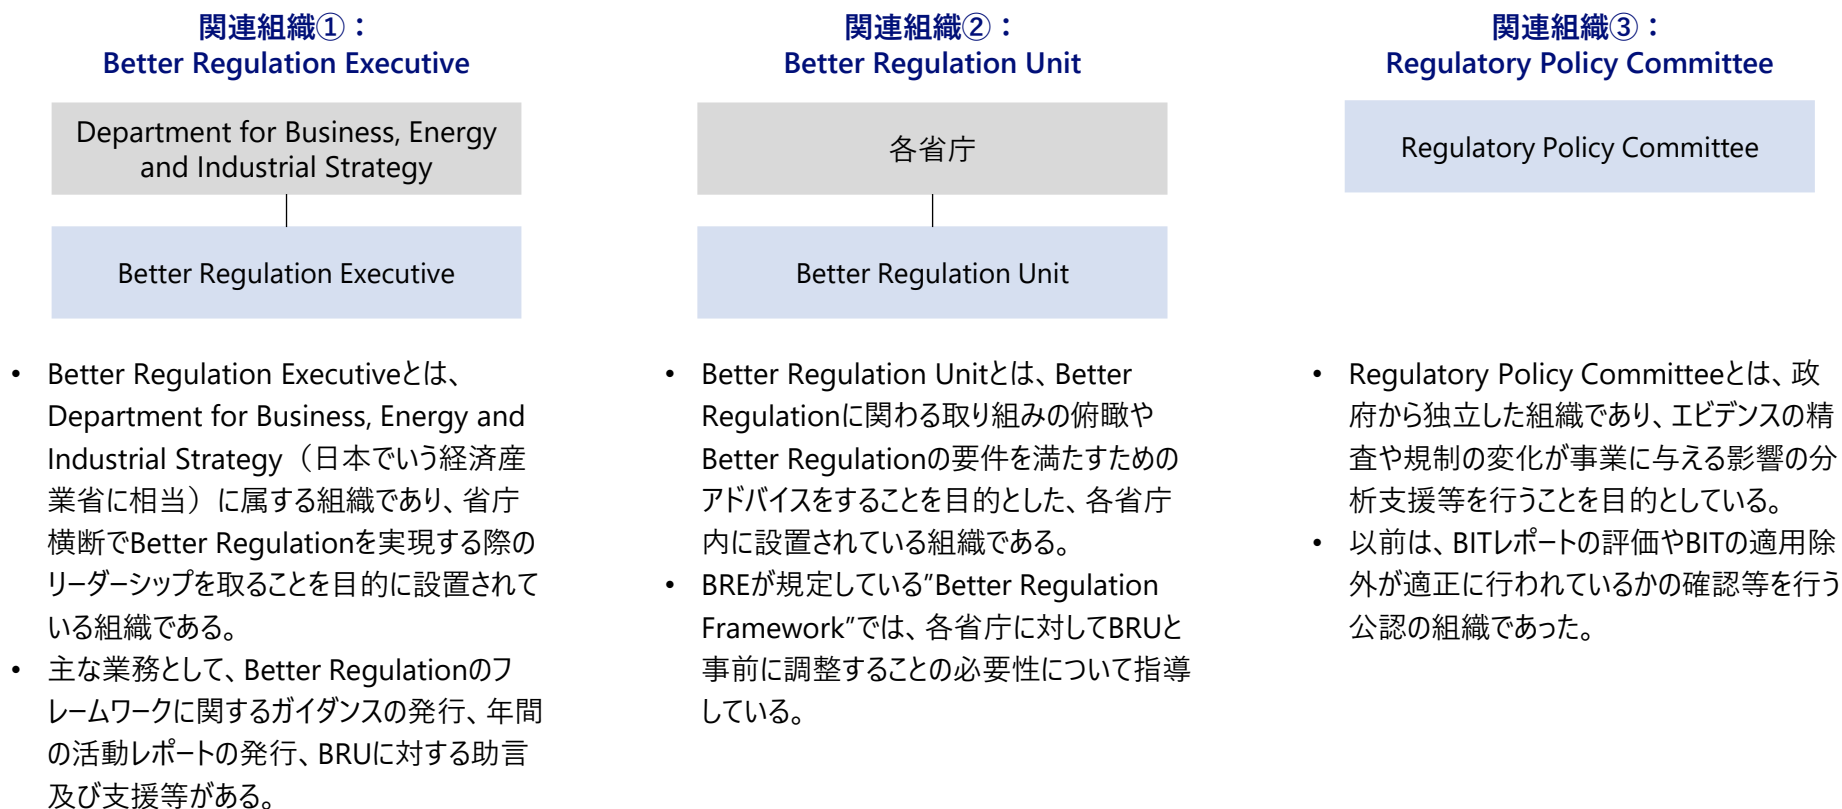 関連組織①：
Better Regulation Executive
Department for Business, Energy
and Industrial Strategy
Better Regulation Executive
• Better Regulation Executiveとは、
Department for Business, Energy and
Industrial Strategy（日本でいう経済産
業省に相当）に属する組織であり、省庁
横断でBetter Regulationを実現する際の
リーダーシップを取ることを目的に設置されて
いる組織である。
• 主な業務として、Better Regulationのフ
レームワークに関するガイダンスの発行、年間
の活動レポートの発行、BRUに対する助言
及び支援等がある。
関連組織②：
Better Regulation Unit
各省庁
Better Regulation Unit
• Better Regulation Unitとは、Better
Regulationに関わる取り組みの俯瞰や
Better Regulationの要件を満たすための
アドバイスをすることを目的とした、各省庁
内に設置されている組織である。
• BREが規定している”Better Regulation
Framework”では、各省庁に対してBRUと
事前に調整することの必要性について指導
している。
関連組織③：
Regulatory Policy Committee
Regulatory Policy Committee
• Regulatory Policy Committeeとは、政
府から独立した組織であり、エビデンスの精
査や規制の変化が事業に与える影響の分
析支援等を行うことを目的としている。
• 以前は、BITレポートの評価やBITの適用除
外が適正に行われているかの確認等を行う
公認の組織であった。